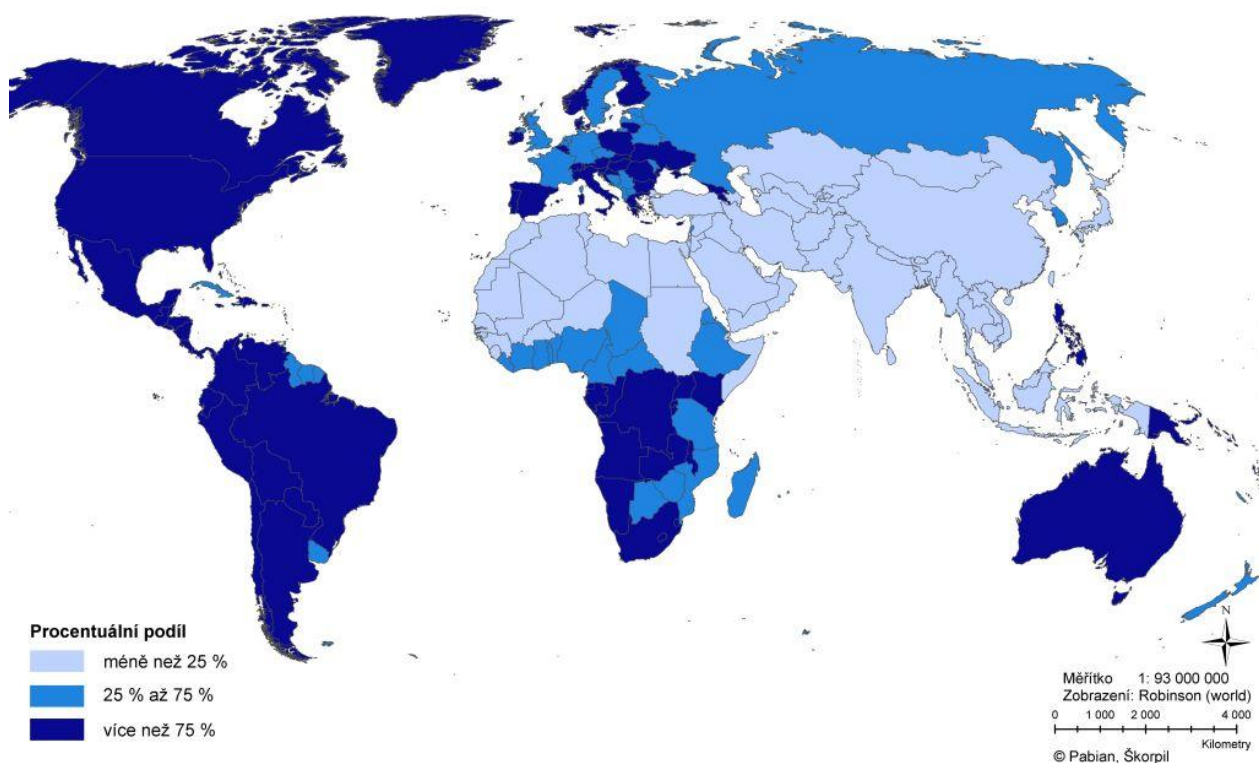 Procentuální podíl
méně než 25 %
25 % až 75 %
více než 75 %
N
Měřítko 1: 93 000 000
Zobrazení: Robinson (world)
0 1 000 2 000 4 000
Kilometry
© Pabian, Škorpil